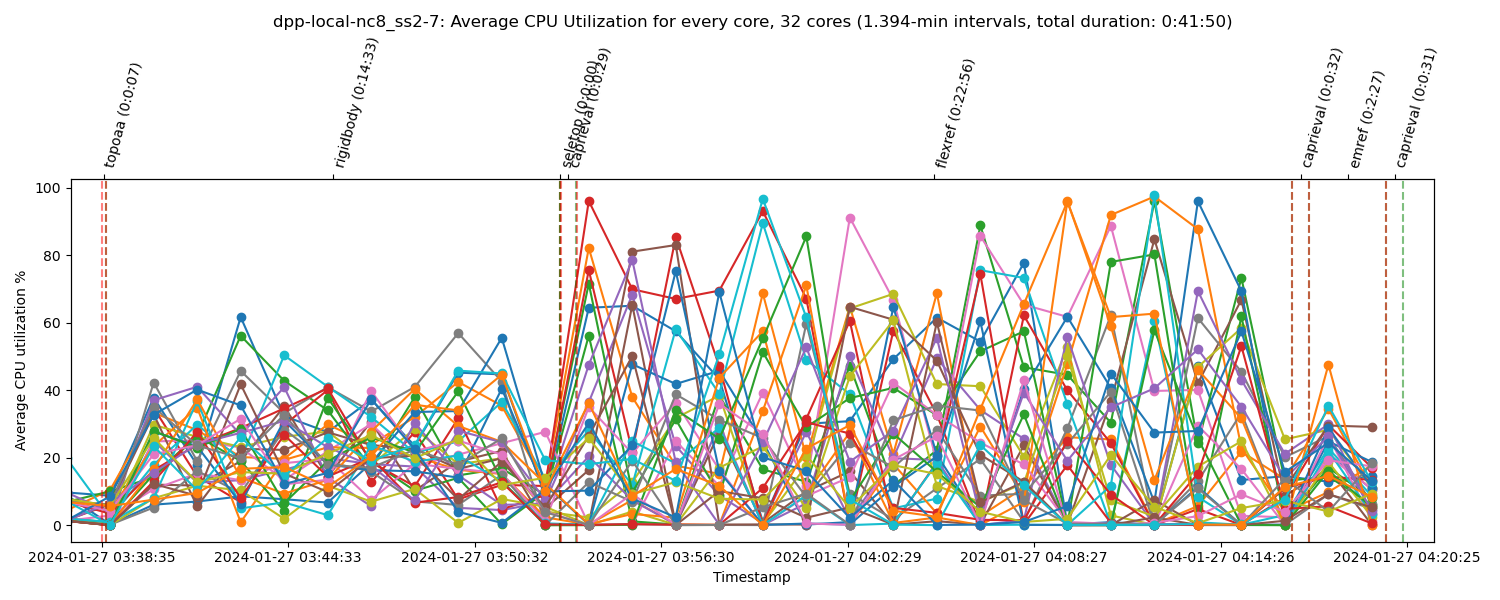 dpp-local-nc8_ss2-7: Average CPU Utilization for every core, 32 cores (1.394-min intervals, total duration: 0:41:50)
topoaa (0:0:07)
rigidbody (0:14:33)
seletop (0:0:00)
caprieval (0:0:29)
flexref (0:22:56)
caprieval (0:0:32)
emref (0:2:27)
caprieval (0:0:31)
Average CPU utilization %
100
80
60
40
20
0
2024-01-27 03:38:35
2024-01-27 03:44:33
2024-01-27 03:50:32
2024-01-27 03:56:30
2024-01-27 04:02:29
2024-01-27 04:08:27
2024-01-27 04:14:26
2024-01-27 04:20:25
Timestamp